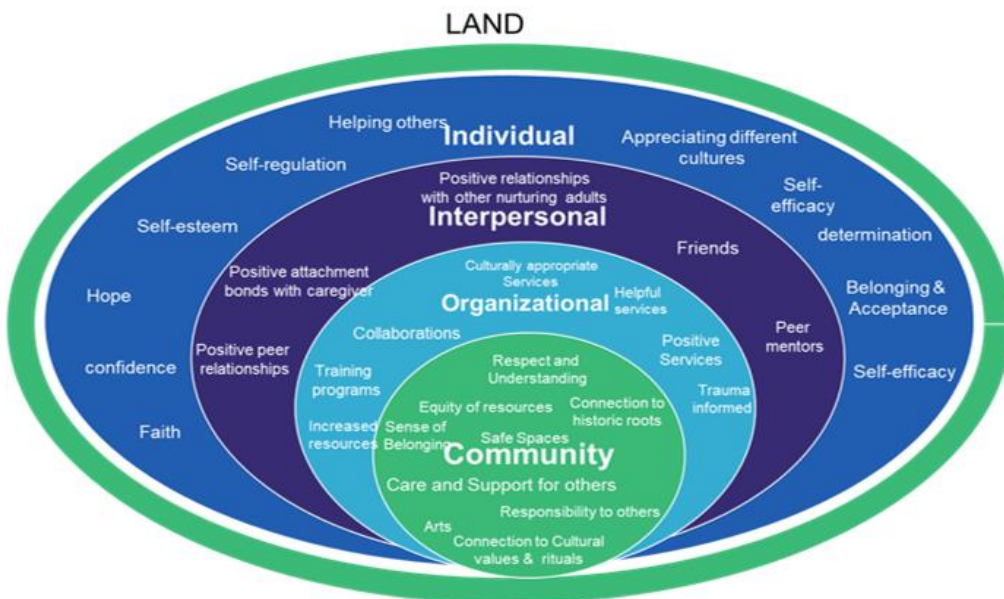 LAND
Helping others
Individual
Appreciating different
cultures
Self-regulation
Positive relationships
with other nurturing adults
Self-
efficacy
Interpersonal
Self-esteem
determination
Friends
Positive attachment
bonds with caregiver
Culturally appropriate
Services
Hope
Organizational
Helpful
services
Belonging &
Acceptance
Collaborations
Peer
mentors
Positive peer
relationships
Positive
Services
confidence
Respect and
Understanding
Self-efficacy
Training
programs
Trauma
informed
Equity of resources
Connection to
historic roots
Faith
Increased
resources
Sense of
Belonging
Safe Spaces
Community
Care and Support for others
Responsibility to others
Arts
Connection to Cultural
values & rituals